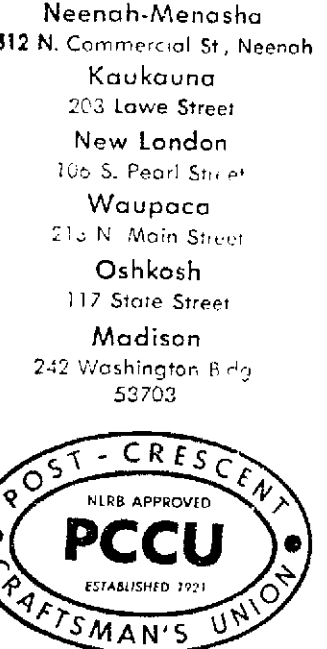 Neenah-Menasha
312 N. Commercial St, Neenah
Kaukauna
203 Lawe Street
New London
106 S. Pearl Street
Waupaca
N. Main Street
Oshkosh
117 State Street
Madison
242 Washington Bldg
53703
POST-CRESCENT
NLRB APPROVED
PCCU
ESTABLISHED 1921
CRAFTSMAN'S UNION